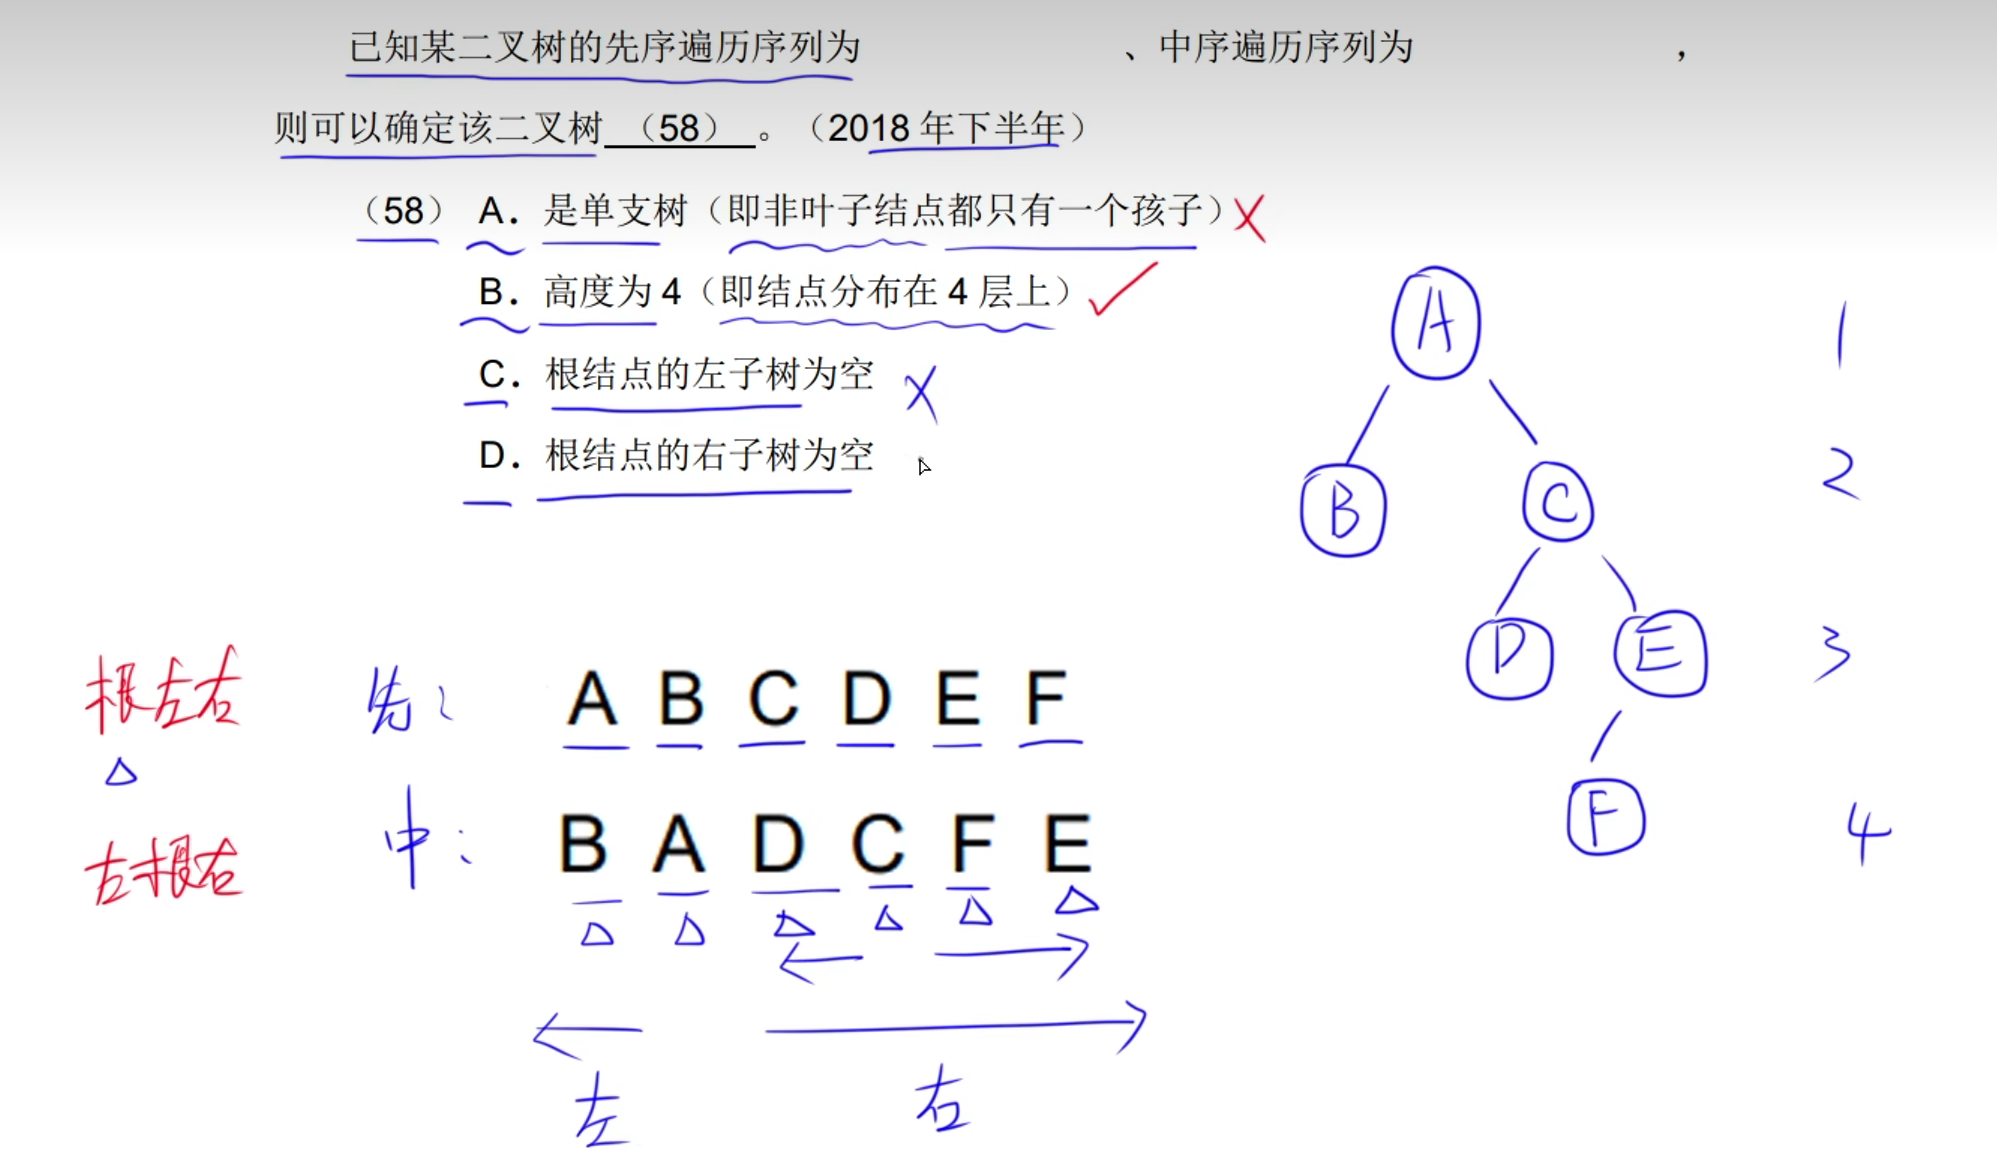 已知某二叉树的先序遍历序列为 、中序遍历序列为 ，
则可以确定该二叉树 （58） 。（2018 年下半年）
（58） A．是单支树（即非叶子结点都只有一个孩子）X
B．高度为 4（即结点分布在 4 层上）✓
C．根结点的左子树为空 X
D．根结点的右子树为空
A 1
B C 2
D E 3
F 4
根左右 先： A B C D E F
左根右 中： B A D C F E
左 右